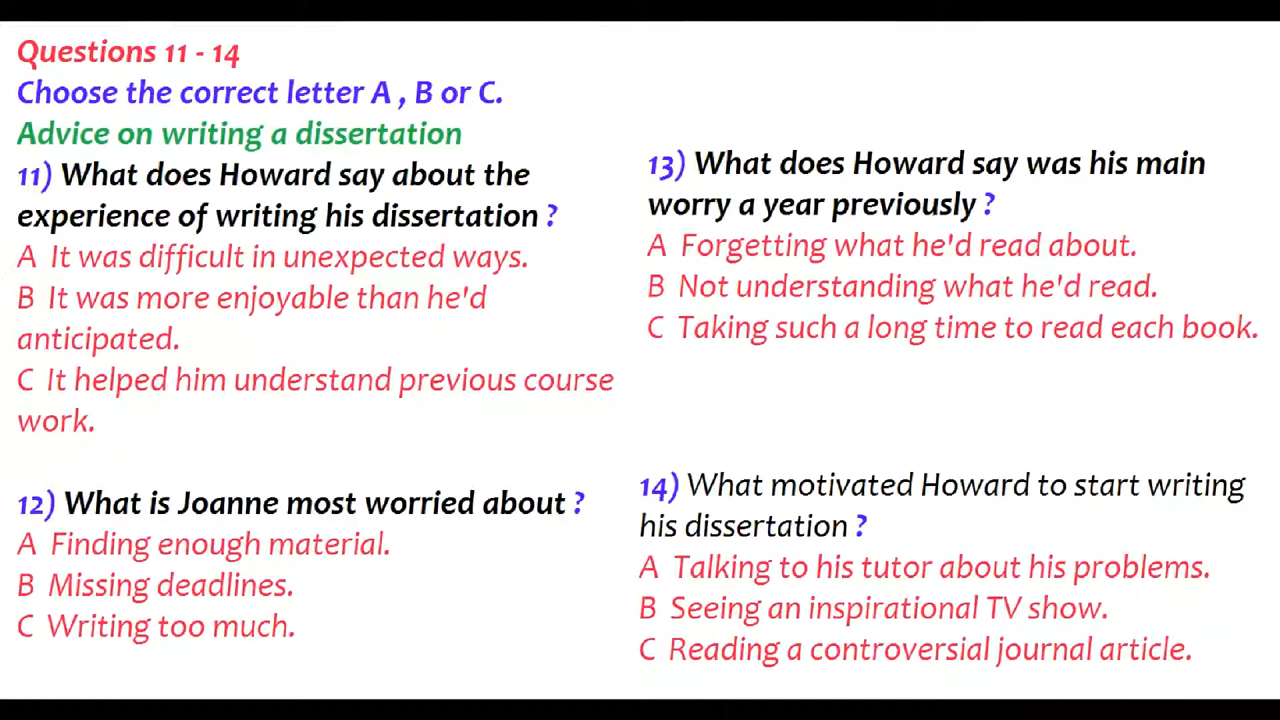 Questions 11 - 14
Choose the correct letter A , B or C.
Advice on writing a dissertation
11) What does Howard say about the
experience of writing his dissertation ?
A It was difficult in unexpected ways.
B It was more enjoyable than he'd
anticipated.
C It helped him understand previous course
work.
12) What is Joanne most worried about ?
A Finding enough material.
B Missing deadlines.
C Writing too much.
13) What does Howard say was his main
worry a year previously ?
A Forgetting what he'd read about.
B Not understanding what he'd read.
C Taking such a long time to read each book.
14) What motivated Howard to start writing
his dissertation ?
A Talking to his tutor about his problems.
B Seeing an inspirational TV show.
C Reading a controversial journal article.